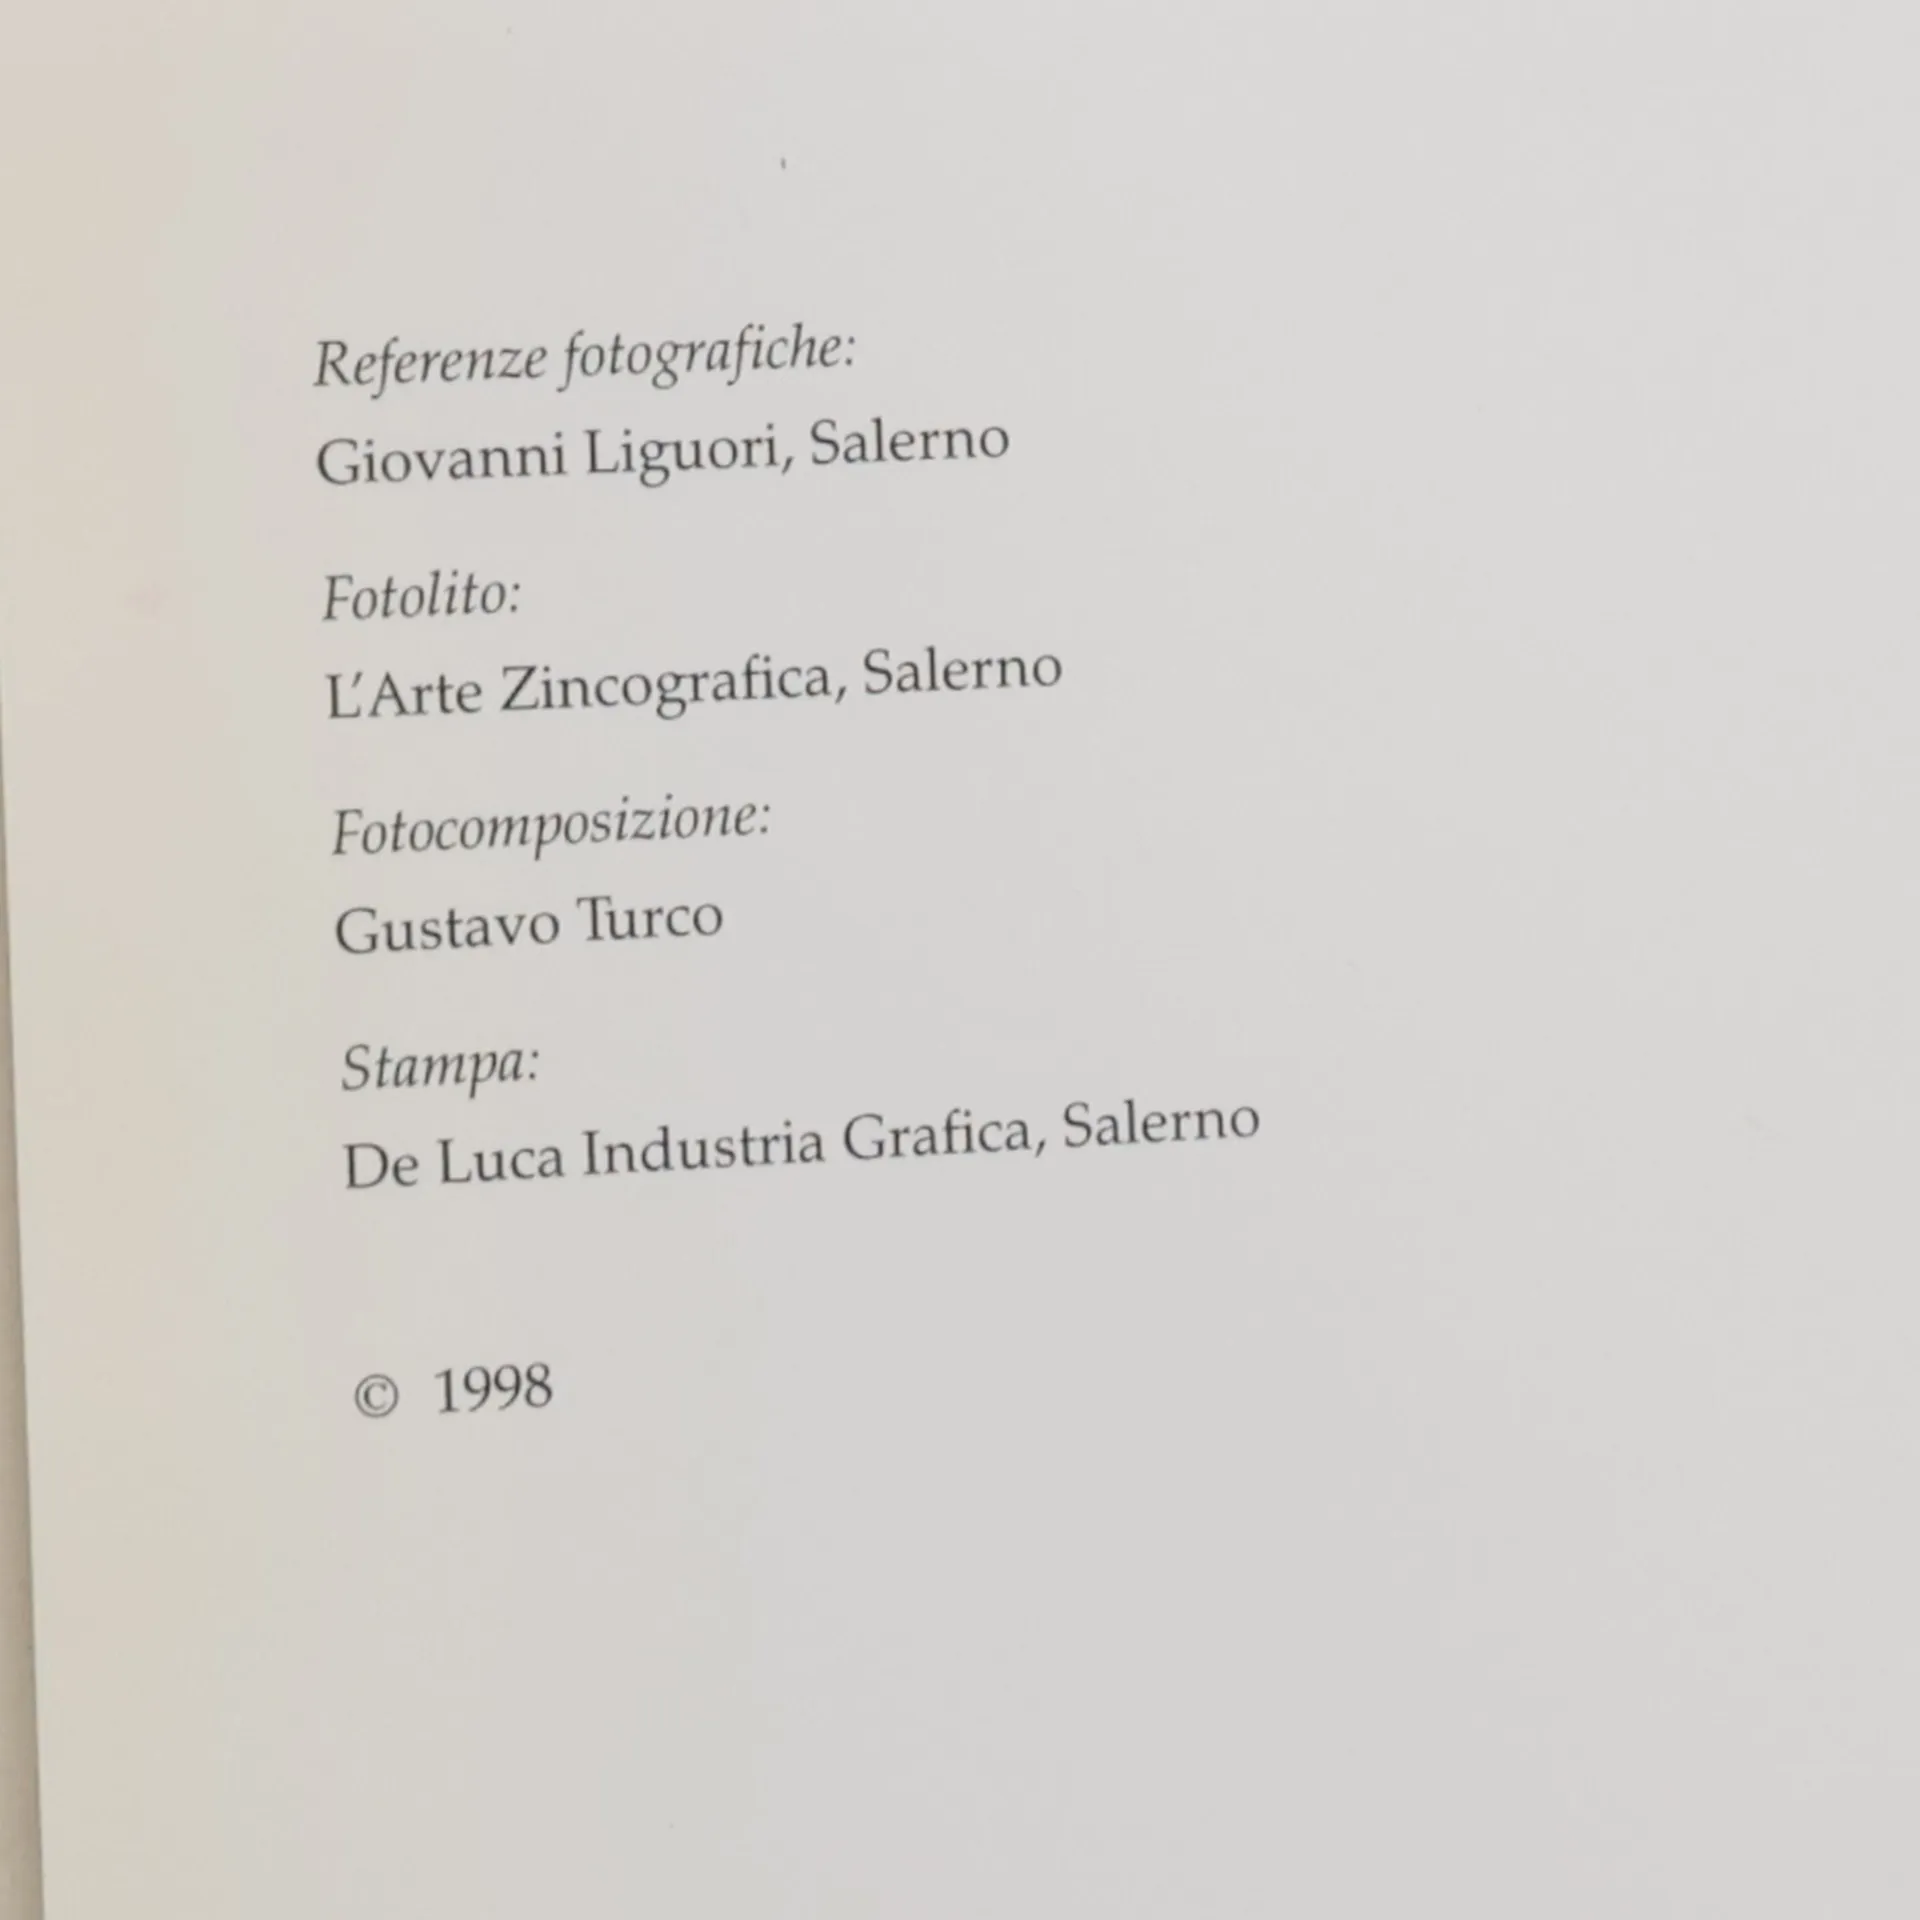 Referenze fotografiche:
Giovanni Liguori, Salerno
Fotolito:
L'Arte Zincografica, Salerno
Fotocomposizione:
Gustavo Turco
Stampa:
De Luca Industria Grafica, Salerno
© 1998